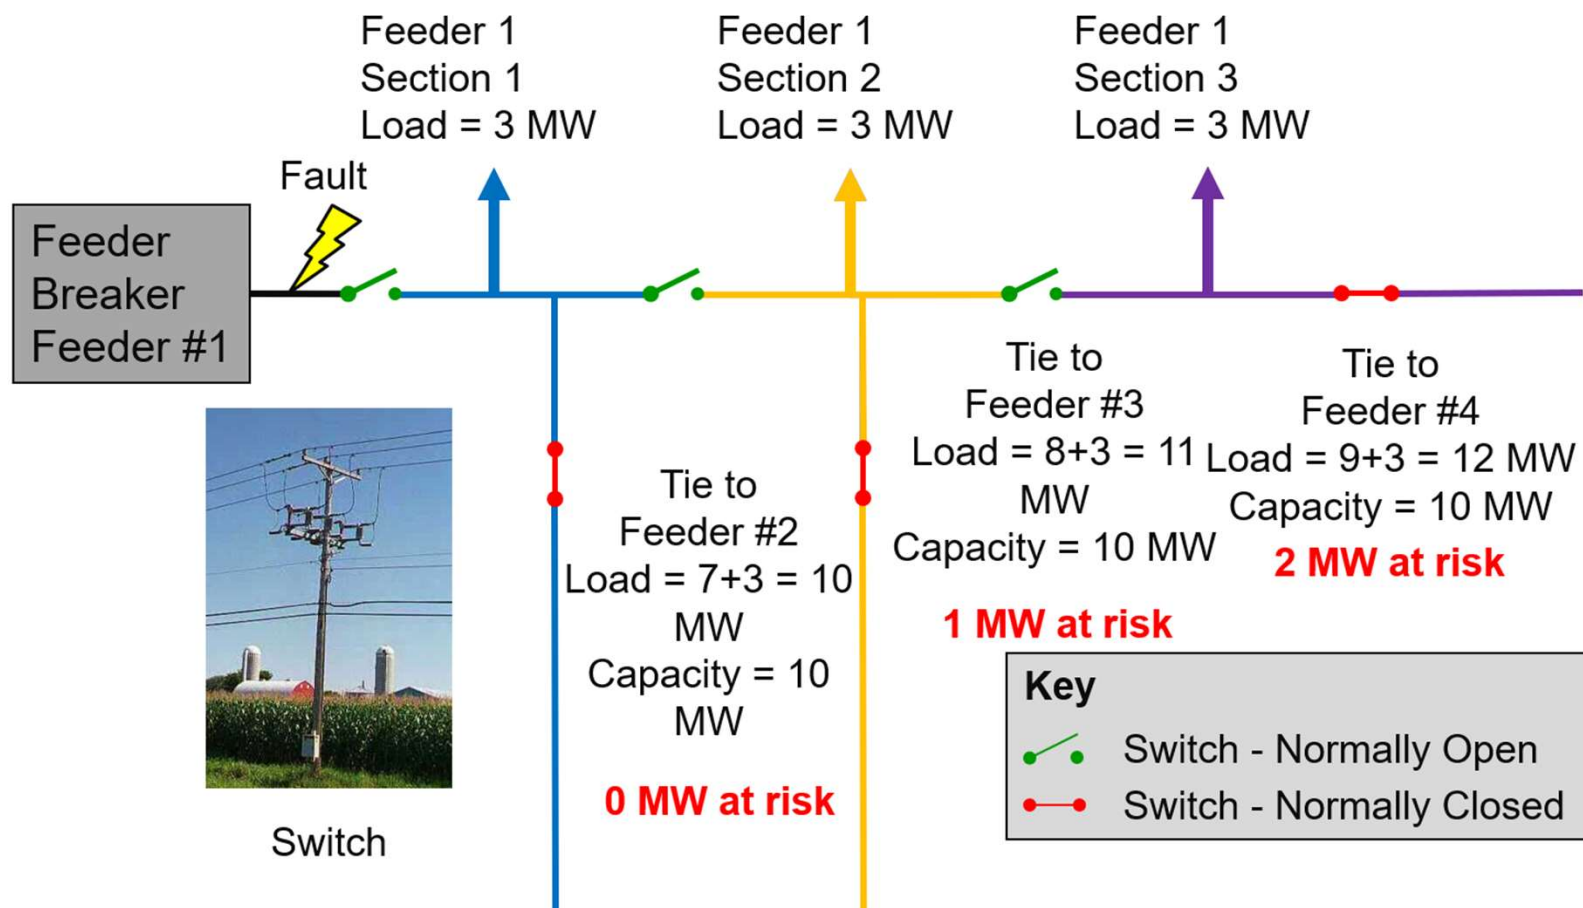 Feeder 1
Section 1
Load = 3 MW
Feeder 1
Section 2
Load = 3 MW
Feeder 1
Section 3
Load = 3 MW
Fault
Feeder
Breaker
Feeder #1
Tie to
Feeder #2
Load = 7+3 = 10
MW
Capacity = 10
MW
0 MW at risk
Tie to
Feeder #3
Load = 8+3 = 11
MW
Capacity = 10 MW
1 MW at risk
Tie to
Feeder #4
Load = 9+3 = 12 MW
Capacity = 10 MW
2 MW at risk
Switch
Key
Switch - Normally Open
Switch - Normally Closed